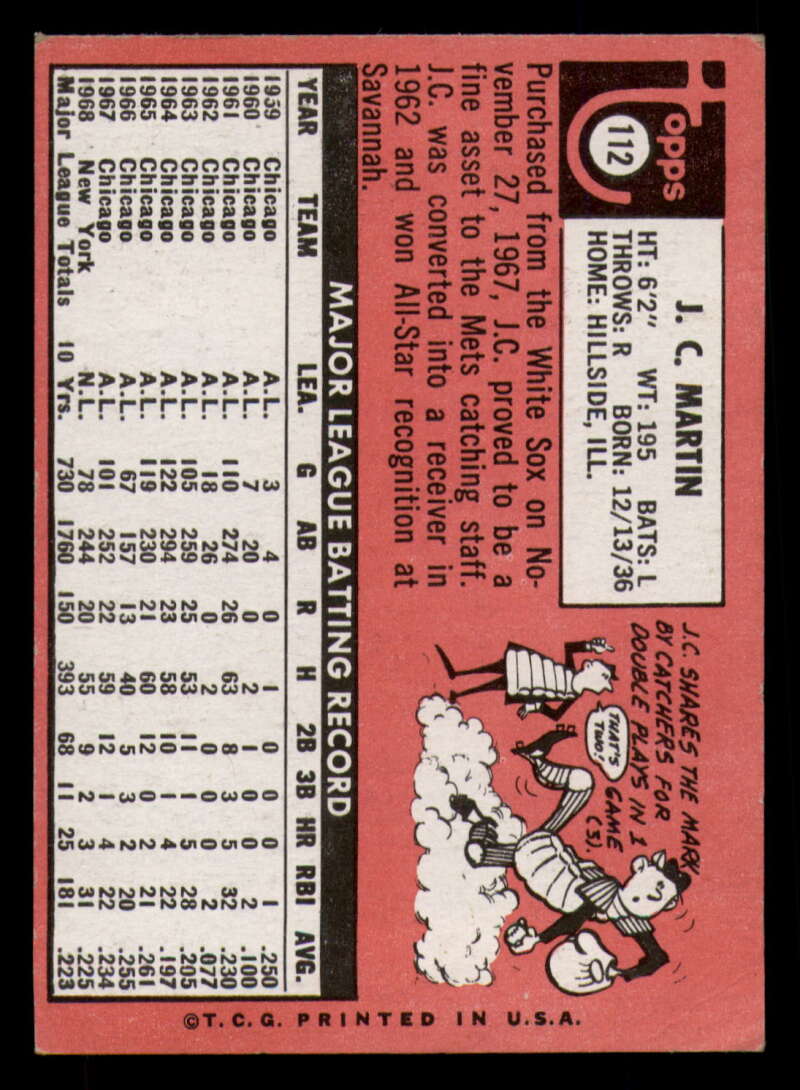 Topps
112
J. C. MARTIN
HT: 6'2" WT: 195 BATS: L
THROWS: R BORN: 12/13/36
HOME: HILLSIDE, ILL.
Purchased from the White Sox on No-
vember 27, 1967, J.C. proved to be a
fine asset to the Mets catching staff.
J.C. was converted into a receiver in
1962 and won All-Star recognition at
Savannah.
J.C. SHARES THE MARK
BY CATCHERS FOR
DOUBLE PLAYS IN 1
GAME
(3).
THAT'S
TWO!
MAJOR LEAGUE BATTING RECORD
YEAR TEAM LEA. G AB R H 2B 3B HR RBI AVG.
1959 Chicago A.L. 3 4 0 1 0 0 0 1 .250
1960 Chicago A.L. 7 20 0 2 1 0 0 2 .100
1961 Chicago A.L. 110 274 26 63 8 3 5 32 .230
1962 Chicago A.L. 18 26 0 2 0 0 0 2 .077
1963 Chicago A.L. 105 259 25 53 11 1 5 28 .205
1964 Chicago A.L. 122 294 23 58 10 1 4 22 .197
1965 Chicago A.L. 119 230 21 60 12 0 2 21 .261
1966 Chicago A.L. 67 157 13 40 5 3 2 20 .255
1967 Chicago A.L. 101 252 22 59 12 1 4 22 .234
1968 New York N.L. 78 244 20 55 9 2 3 31 .225
Major League Totals 10 Yrs. 730 1760 150 393 68 11 25 181 .223
© T.C.G. PRINTED IN U.S.A.